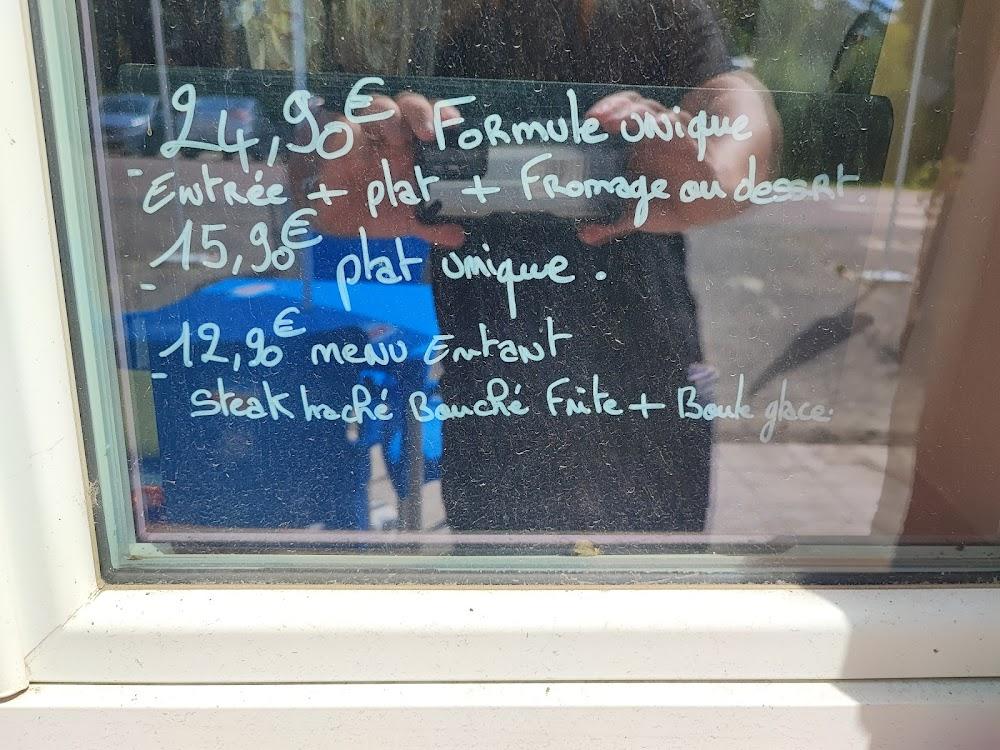 24,90€ Formule unique
- Entrée + plat + Fromage ou dessert.
- 15,90€ plat unique.
- 12,90€ menu Enfant
Steak haché Bouché Frite + Boule glace.